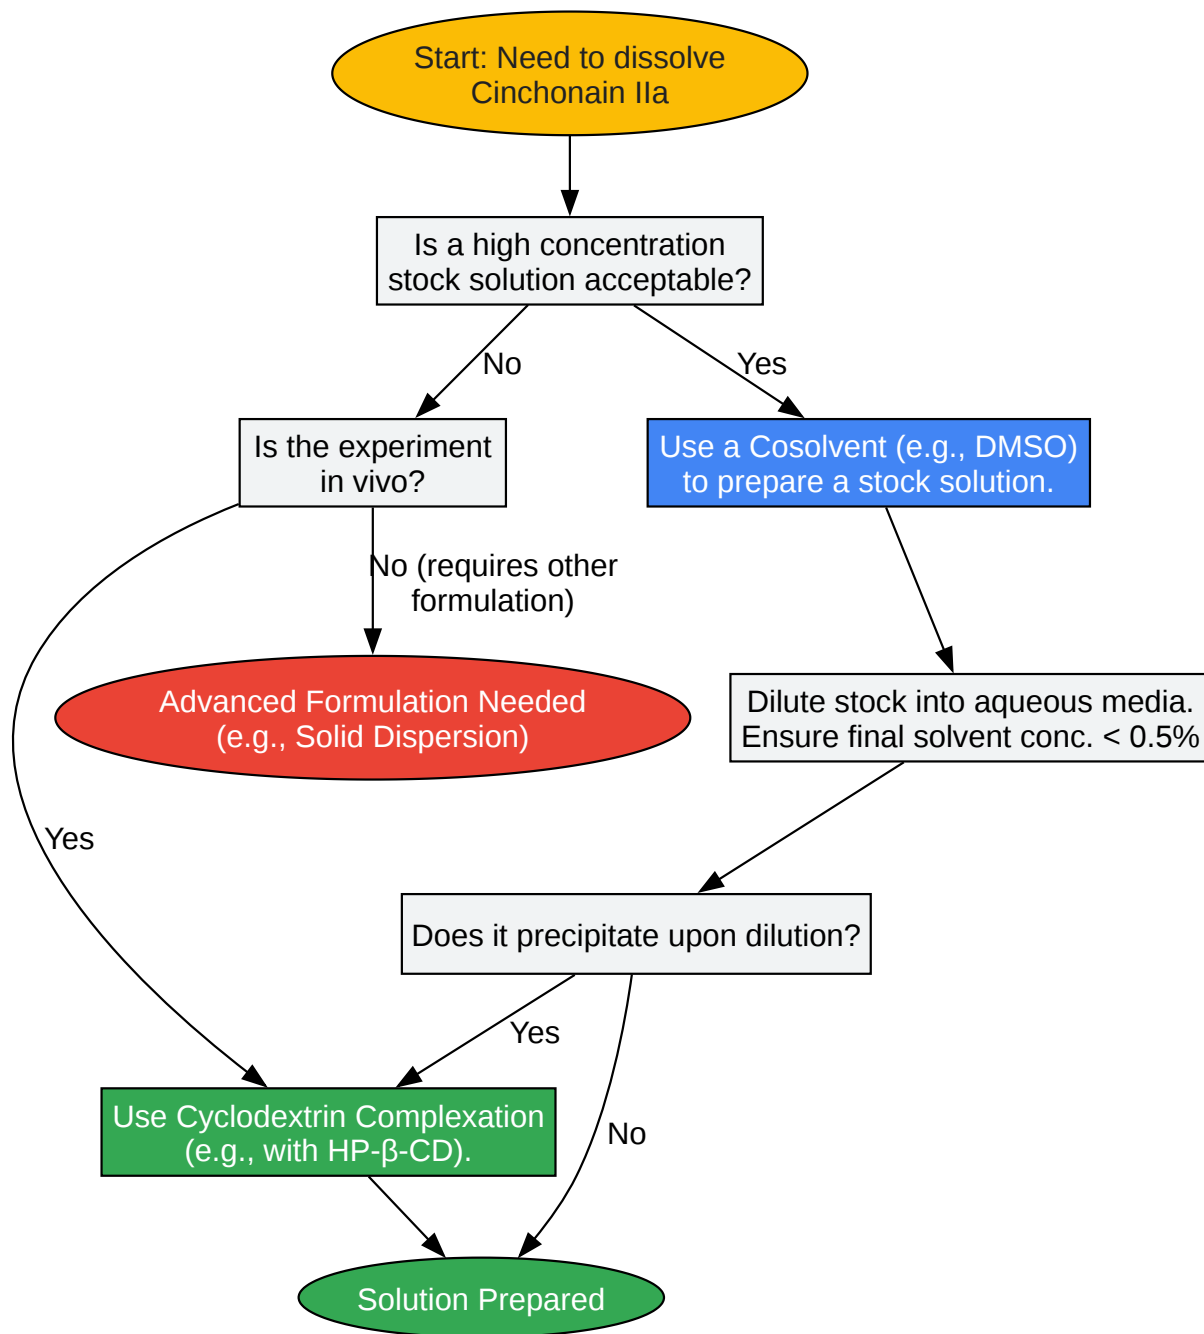 Start: Need to dissolve
Cinchonain IIa
Is a high concentration
stock solution acceptable?
No
Yes
Is the experiment
in vivo?
Use a Cosolvent (e.g., DMSO)
to prepare a stock solution.
No (requires other
formulation)
Advanced Formulation Needed
(e.g., Solid Dispersion)
Dilute stock into aqueous media.
Ensure final solvent conc. < 0.5%
Yes
Does it precipitate upon dilution?
Yes
No
Use Cyclodextrin Complexation
(e.g., with HP-β-CD).
Solution Prepared